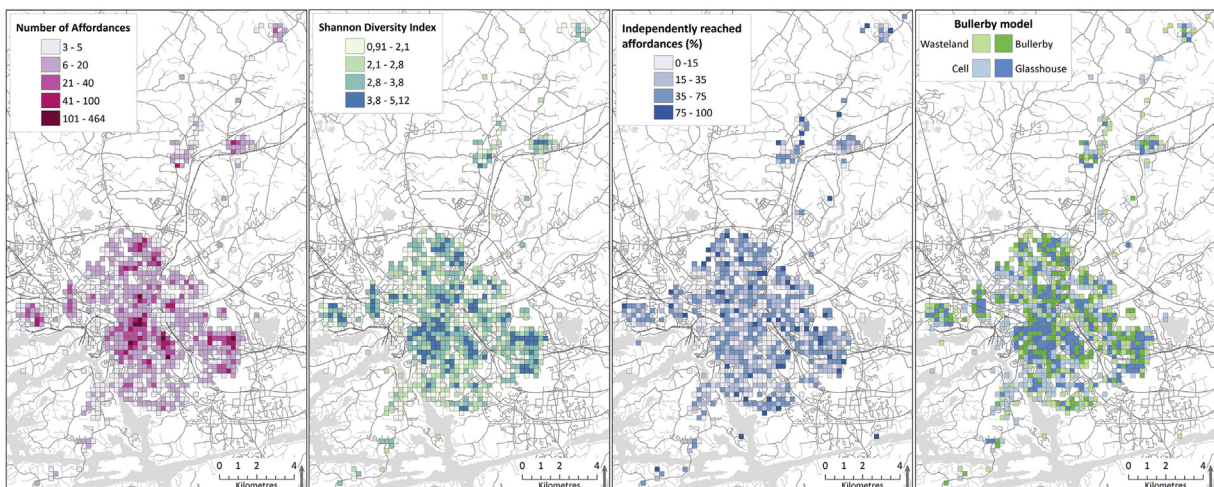 Number of Affordances
3 - 5
6 - 20
21 - 40
41 - 100
101 - 464
0 1 2 4
Kilometres
Shannon Diversity Index
0,91 - 2,1
2,1 - 2,8
2,8 - 3,8
3,8 - 5,12
0 1 2 4
Kilometres
Independently reached
affordances (%)
0 -15
15 - 35
35 - 75
75 - 100
0 1 2 4
Kilometres
Bullerby model
Wasteland Bullerby
Cell Glasshouse
0 1 2 4
Kilometres